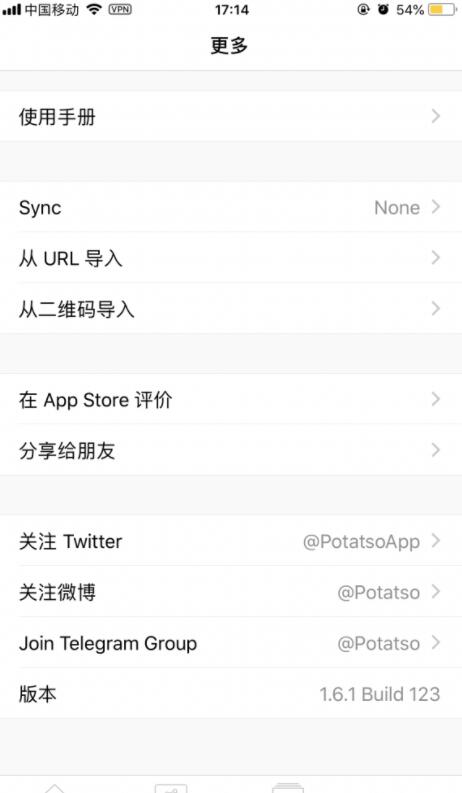 中国移动 VPN 17:14 54%
更多
使用手册
Sync None
从 URL 导入
从二维码导入
在 App Store 评价
分享给朋友
关注 Twitter @PotatsoApp
关注微博 @Potatso
Join Telegram Group @Potatso
版本 1.6.1 Build 123